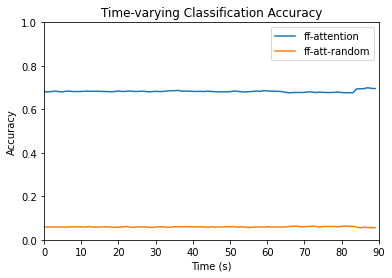 Time-varying Classification Accuracy
ff-attention
ff-att-random
1.0
0.8
0.6
0.4
0.2
0.0
Accuracy
0 10 20 30 40 50 60 70 80 90
Time (s)